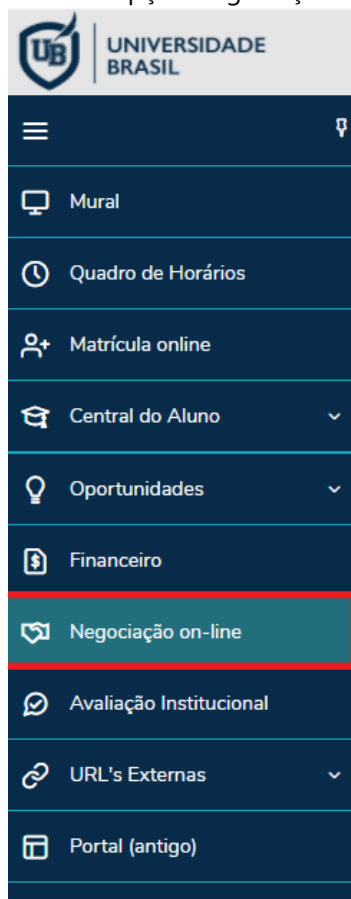 UB
UNIVERSIDADE
BRASIL
Mural
Quadro de Horários
Matrícula online
Central do Aluno
Oportunidades
Financeiro
Negociação on-line
Avaliação Institucional
URL's Externas
Portal (antigo)